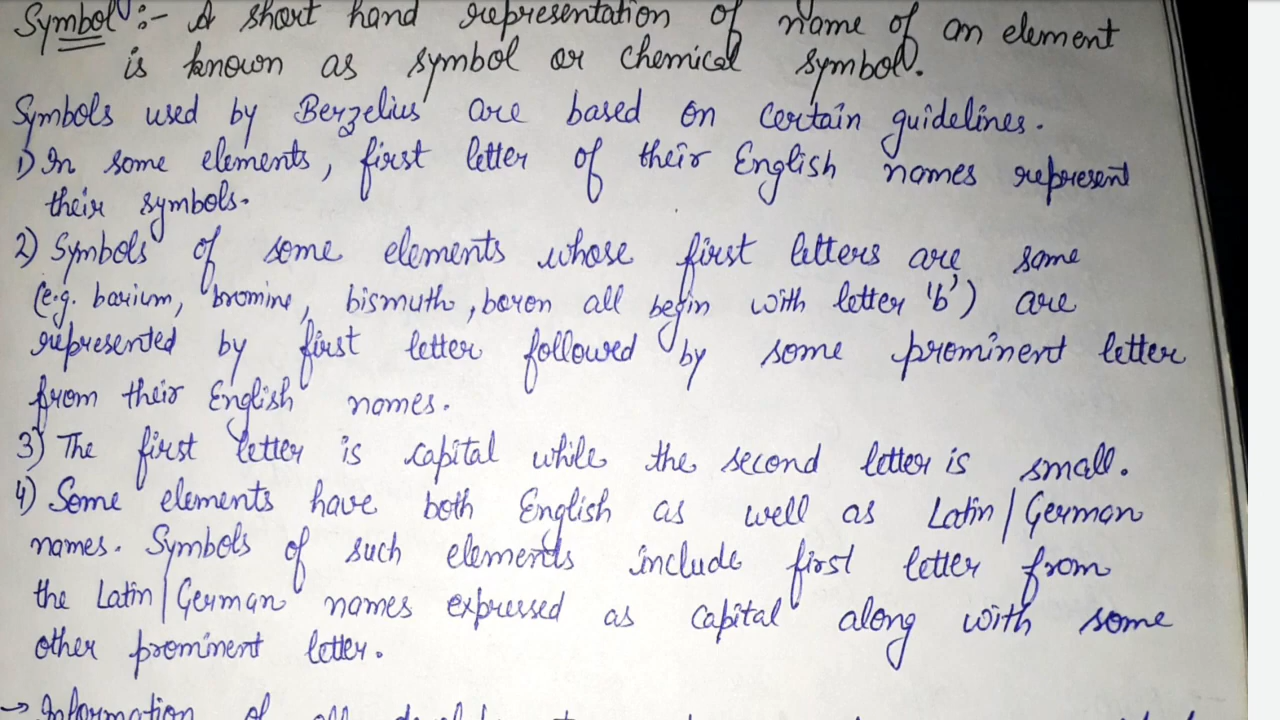 Symbol :- A short hand representation of name of an element
is known as symbol or chemical symbol.
Symbols used by Berzelius are based on certain guidelines.
1) In some elements, first letter of their English names represent
their symbols.
2) Symbols of some elements whose first letters are same
(e.g. barium, bromine, bismuth, boron all begin with letter 'b') are
represented by first letter followed by some prominent letter
from their English names.
3) The first letter is capital while the second letter is small.
4) Some elements have both English as well as Latin/German
names. Symbols of such elements include first letter from
the Latin/German names expressed as capital along with some
other prominent letter.
→ Information of all